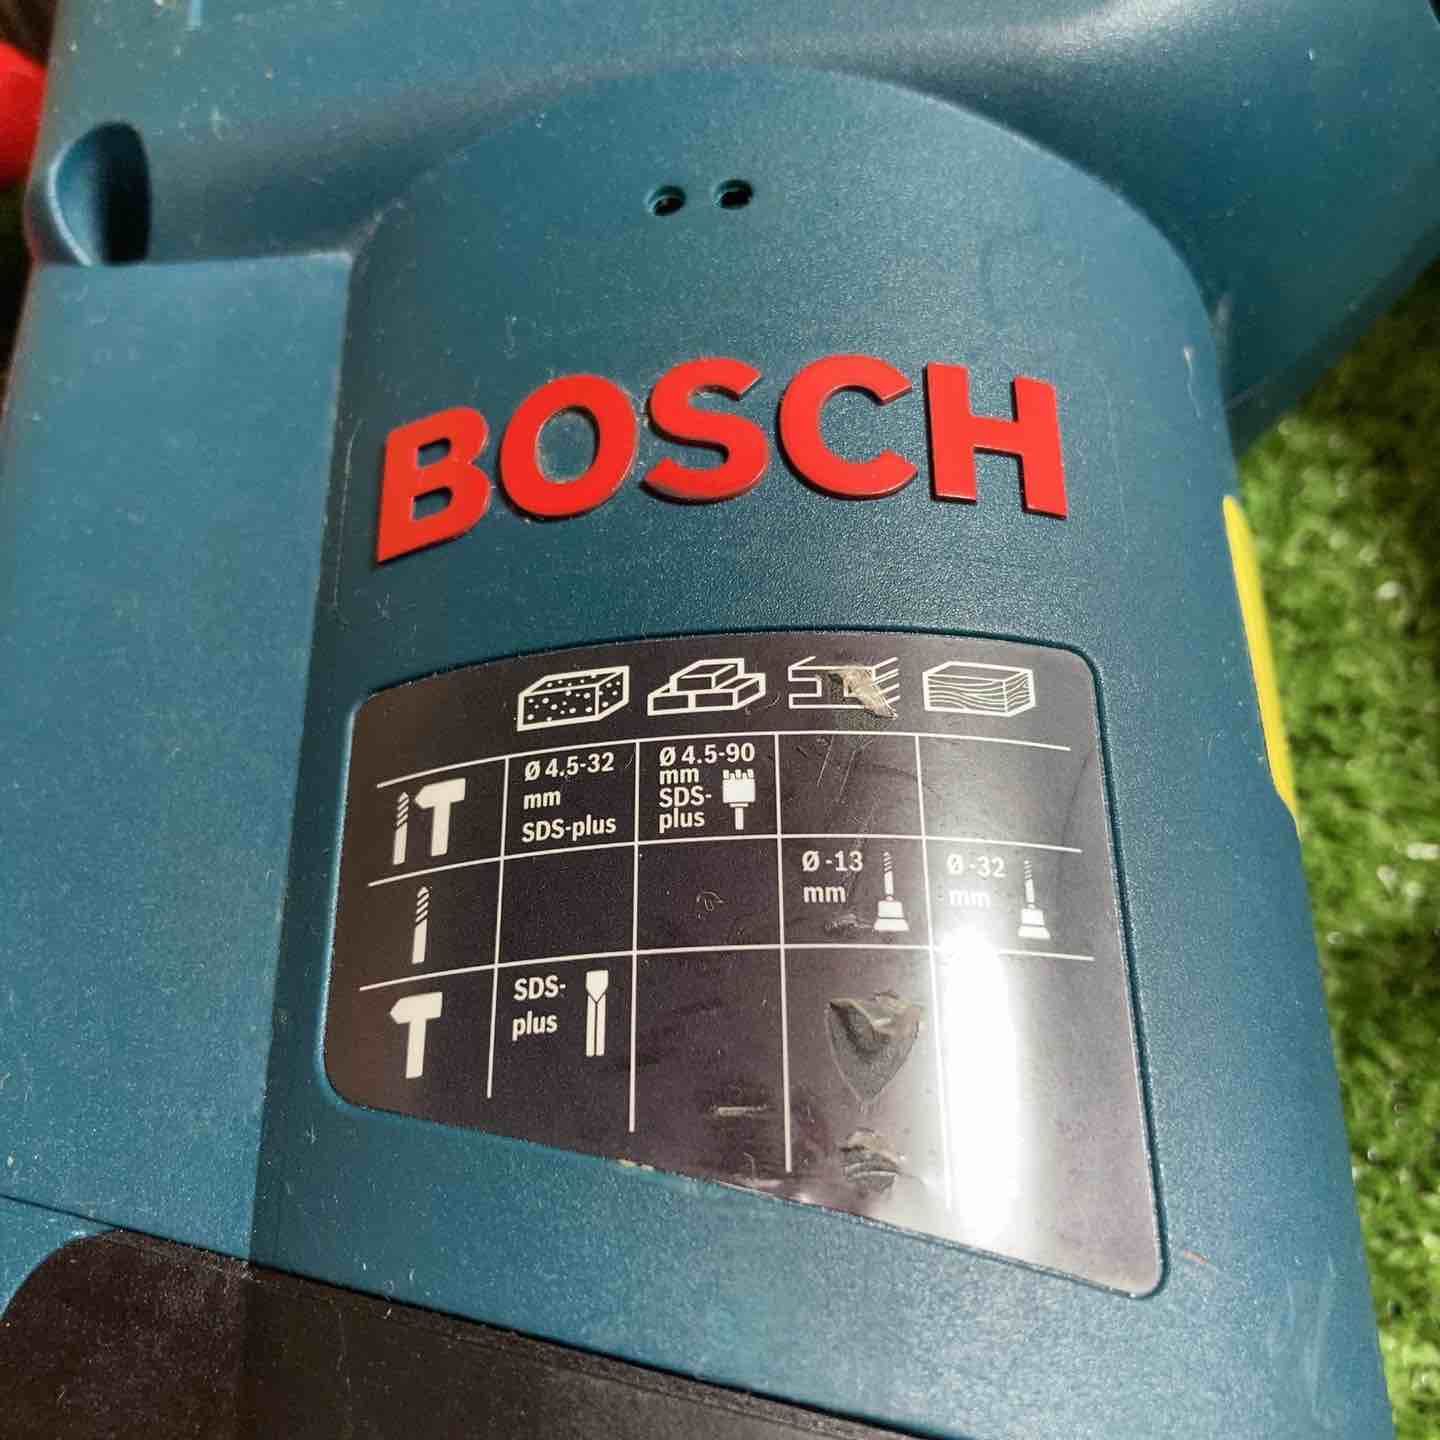 BOSCH
Ø 4.5-32
mm
SDS-plus
Ø 4.5-90
mm
SDS-
plus
Ø -13
mm
Ø -32
mm
SDS-
plus